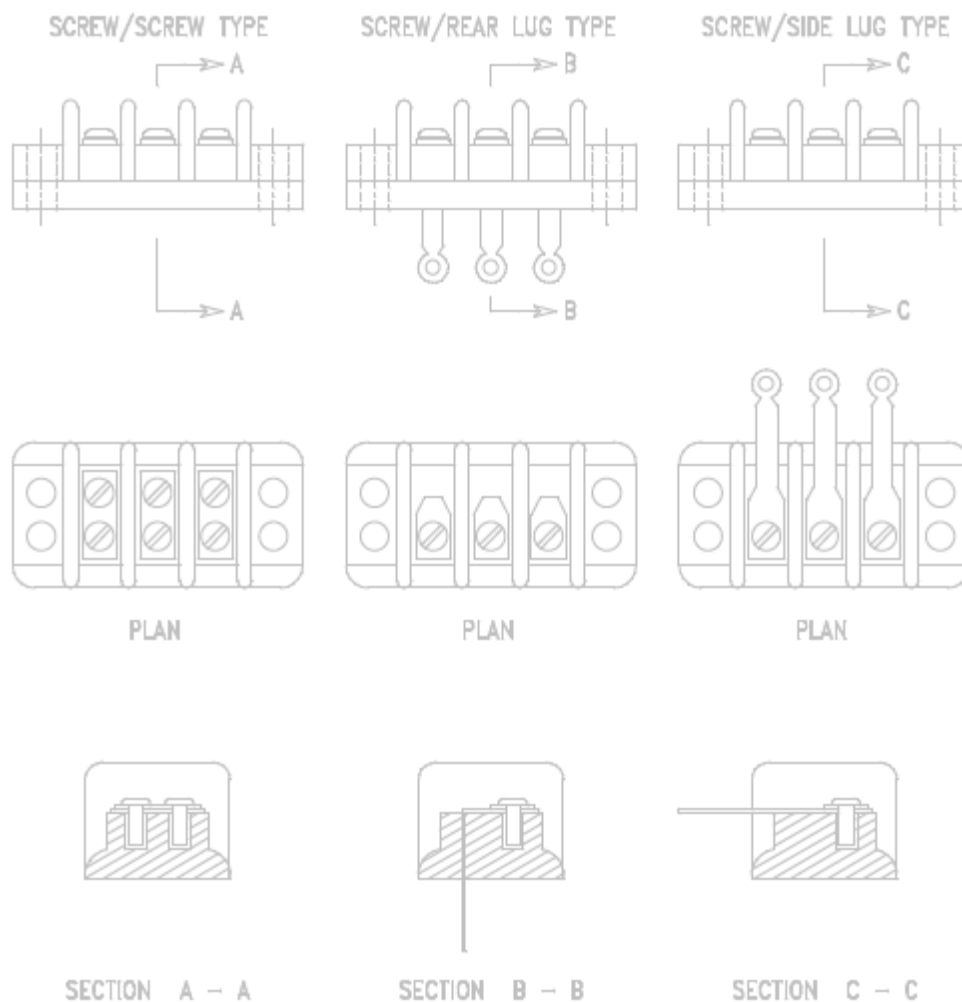 SCREW/SCREW TYPE
SCREW/REAR LUG TYPE
SCREW/SIDE LUG TYPE
A
B
C
A
B
C
PLAN
PLAN
PLAN
SECTION A - A
SECTION B - B
SECTION C - C